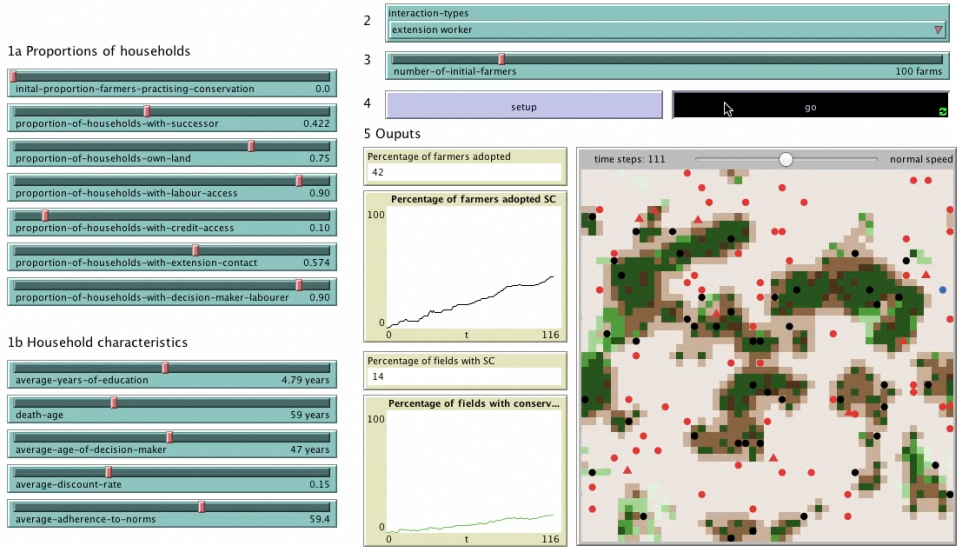 1a Proportions of households
inital-proportion-farmers-practising-conservation 0.0
proportion-of-households-with-successor 0.422
proportion-of-households-own-land 0.75
proportion-of-households-with-labour-access 0.90
proportion-of-households-with-credit-access 0.10
proportion-of-households-with-extension-contact 0.574
proportion-of-households-with-decision-maker-labourer 0.90
1b Household characteristics
average-years-of-education 4.79 years
death-age 59 years
average-age-of-decision-maker 47 years
average-discount-rate 0.15
average-adherence-to-norms 59.4
2
interaction-types
extension worker
3
number-of-initial-farmers 100 farms
4
setup
go
5 Ouputs
Percentage of farmers adopted
42
Percentage of farmers adopted SC
100
0
0 t 116
Percentage of fields with SC
14
Percentage of fields with conserv...
100
0
0 t 116
time steps: 111 normal speed